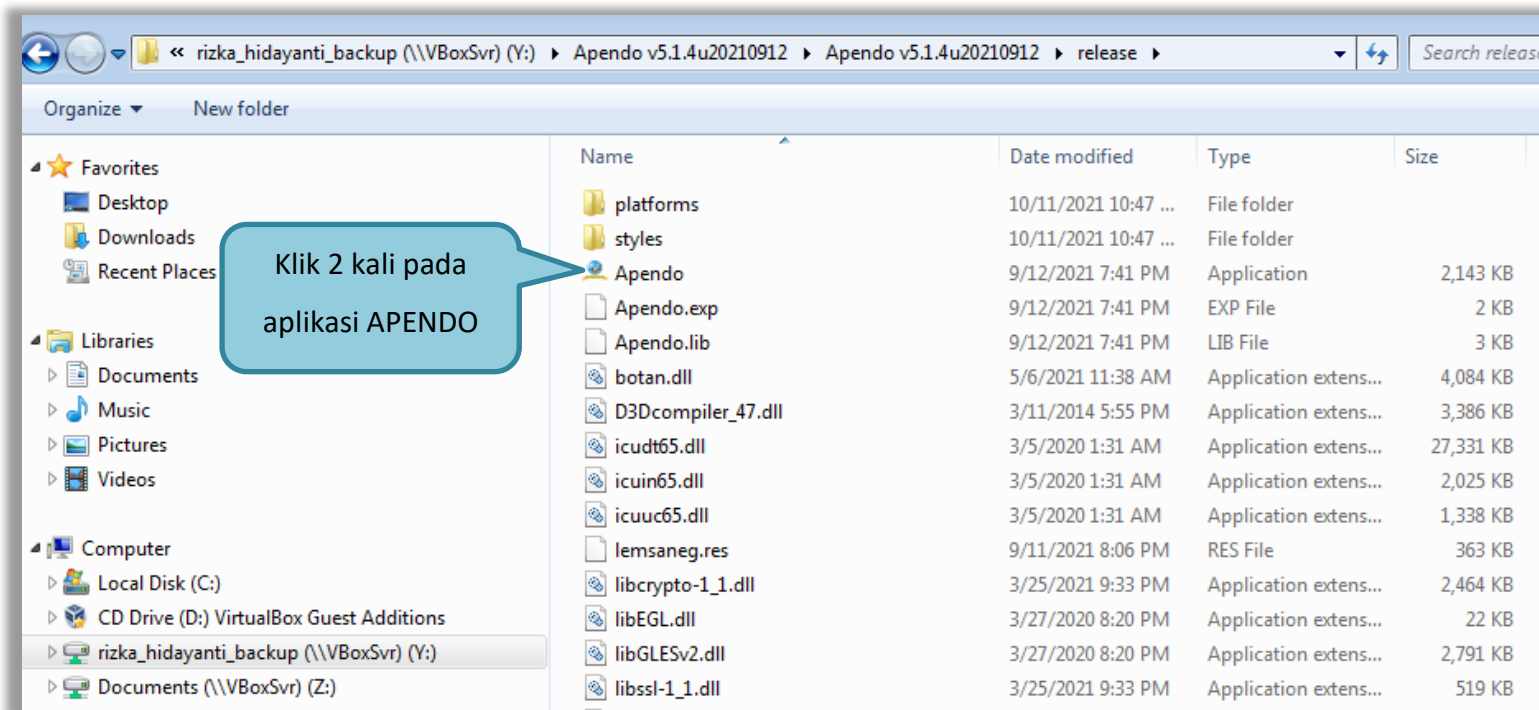 « rizka_hidayanti_backup (\\VBoxSvr) (Y:) Apendo v5.1.4u20210912 Apendo v5.1.4u20210912 release
Organize New folder
Favorites
Desktop
Downloads
Recent Places
Libraries
Documents
Music
Pictures
Videos
Computer
Local Disk (C:)
CD Drive (D:) VirtualBox Guest Additions
rizka_hidayanti_backup (\\VBoxSvr) (Y:)
Documents (\\VBoxSvr) (Z:)
Klik 2 kali pada
aplikasi APENDO
Name Date modified Type Size
platforms 10/11/2021 10:47 ... File folder
styles 10/11/2021 10:47 ... File folder
Apendo 9/12/2021 7:41 PM Application 2,143 KB
Apendo.exp 9/12/2021 7:41 PM EXP File 2 KB
Apendo.lib 9/12/2021 7:41 PM LIB File 3 KB
botan.dll 5/6/2021 11:38 AM Application extens... 4,084 KB
D3Dcompiler_47.dll 3/11/2014 5:55 PM Application extens... 3,386 KB
icudt65.dll 3/5/2020 1:31 AM Application extens... 27,331 KB
icuin65.dll 3/5/2020 1:31 AM Application extens... 2,025 KB
icuuc65.dll 3/5/2020 1:31 AM Application extens... 1,338 KB
lemsaneg.res 9/11/2021 8:06 PM RES File 363 KB
libcrypto-1_1.dll 3/25/2021 9:33 PM Application extens... 2,464 KB
libEGL.dll 3/27/2020 8:20 PM Application extens... 22 KB
libGLESv2.dll 3/27/2020 8:20 PM Application extens... 2,791 KB
libssl-1_1.dll 3/25/2021 9:33 PM Application extens... 519 KB